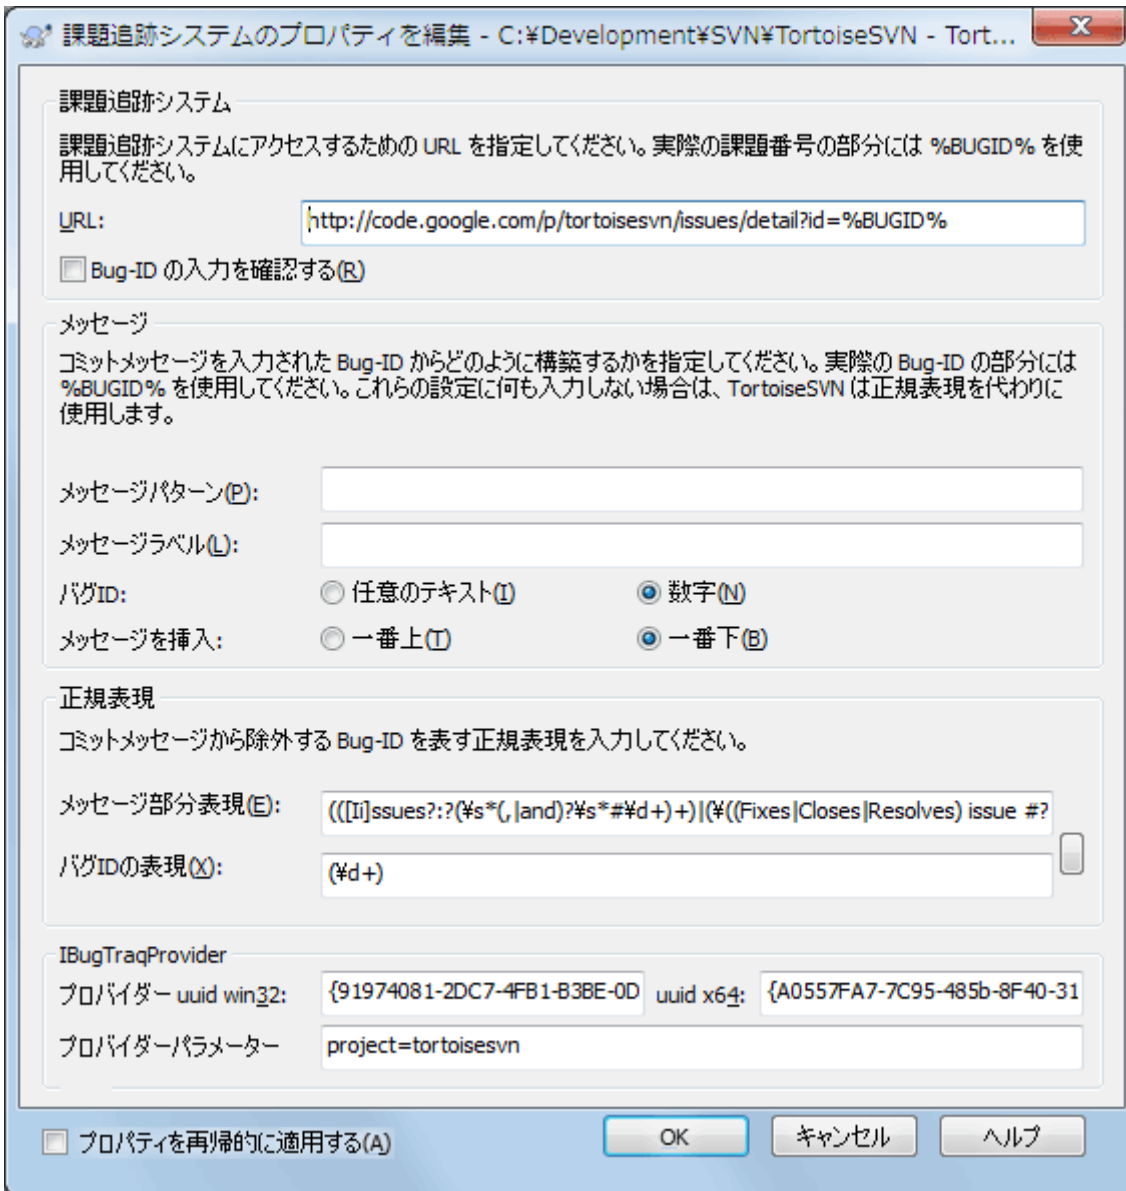 課題追跡システムのプロパティを編集 - C:¥Development¥SVN¥TortoiseSVN - Tort...
課題追跡システム
課題追跡システムにアクセスするための URL を指定してください。実際の課題番号の部分には %BUGID% を使
用してください。
URL: http://code.google.com/p/tortoisesvn/issues/detail?id=%BUGID%
Bug-ID の入力を確認する(R)
メッセージ
コミットメッセージを入力された Bug-ID からどのように構築するかを指定してください。実際の Bug-ID の部分には
%BUGID% を使用してください。これらの設定に何も入力しない場合は、TortoiseSVN は正規表現を代わりに
使用します。
メッセージパターン(P):
メッセージラベル(L):
バグID: 任意のテキスト(I) 数字(N)
メッセージを挿入: 一番上(T) 一番下(B)
正規表現
コミットメッセージから除外する Bug-ID を表す正規表現を入力してください。
メッセージ部分表現(E): (([Ii]ssues?:?(¥s*(,|and)?¥s*#¥d+)+)|(¥((Fixes|Closes|Resolves) issue #?
バグIDの表現(X): (¥d+)
IBugTraqProvider
プロバイダー uuid win32: {91974081-2DC7-4FB1-B3BE-0D uuid x64: {A0557FA7-7C95-485b-8F40-31
プロバイダーパラメーター project=tortoisesvn
プロパティを再帰的に適用する(A) OK キャンセル ヘルプ